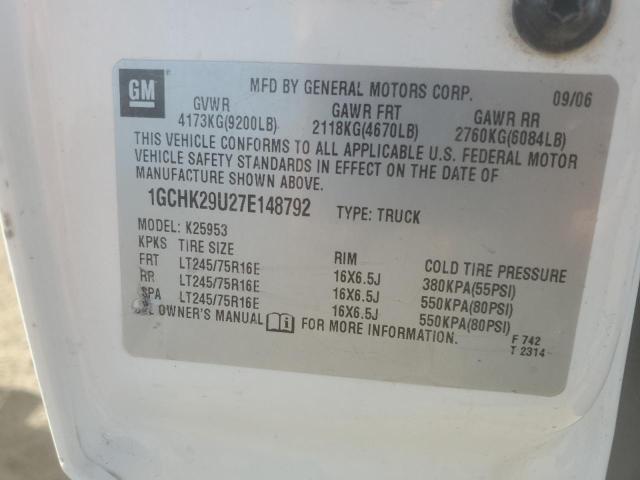 GM
MFD BY GENERAL MOTORS CORP. 09/06
GVWR GAWR FRT GAWR RR
4173KG(9200LB) 2118KG(4670LB) 2760KG(6084LB)
THIS VEHICLE CONFORMS TO ALL APPLICABLE U.S. FEDERAL MOTOR
VEHICLE SAFETY STANDARDS IN EFFECT ON THE DATE OF
MANUFACTURE SHOWN ABOVE.
1GCHK29U27E148792 TYPE: TRUCK
MODEL: K25953
KPKS TIRE SIZE RIM COLD TIRE PRESSURE
FRT LT245/75R16E 16X6.5J 380KPA(55PSI)
RR LT245/75R16E 16X6.5J 550KPA(80PSI)
SPA LT245/75R16E 16X6.5J 550KPA(80PSI)
OWNER'S MANUAL FOR MORE INFORMATION.
F 742
T 2314